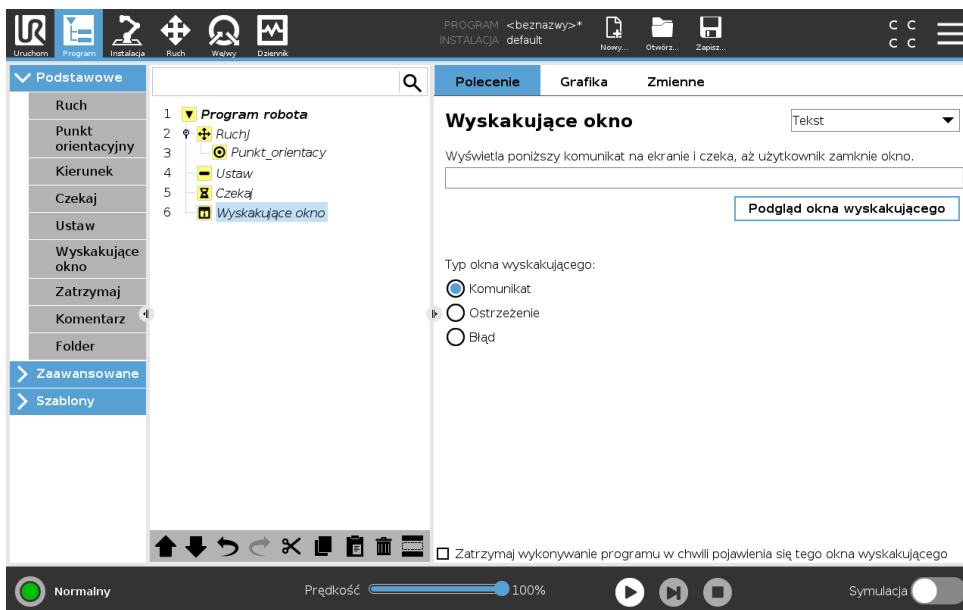 Uruchom
Program
Instalacja
Ruch
We/wy
Dziennik
PROGRAM <beznazwy>*
INSTALACJA default
Nowy...
Otwórz...
Zapisz...
C C
C C
Podstawowe
Ruch
Punkt
orientacyjny
Kierunek
Czekaj
Ustaw
Wyskakujące
okno
Zatrzymaj
Komentarz
Folder
Zaawansowane
Szablony
1 Program robota
2 RuchJ
3 Punkt_orientacy
4 Ustaw
5 Czekaj
6 Wyskakujące okno
Polecenie Grafika Zmienne
Wyskakujące okno
Tekst
Wyświetla poniższy komunikat na ekranie i czeka, aż użytkownik zamknie okno.
Podgląd okna wyskakującego
Typ okna wyskakującego:
Komunikat
Ostrzeżenie
Błąd
Zatrzymaj wykonywanie programu w chwili pojawienia się tego okna wyskakującego
Normalny
Prędkość 100%
Symulacja